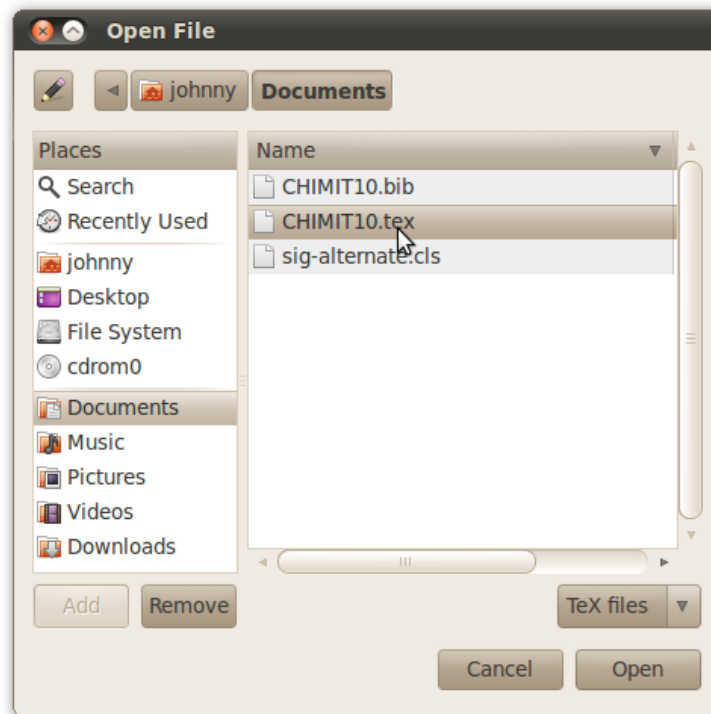 Open File
johnny Documents
Places
Search
Recently Used
johnny
Desktop
File System
cdrom0
Documents
Music
Pictures
Videos
Downloads
Add Remove
Name
CHIMIT10.bib
CHIMIT10.tex
sig-alternate.cls
TeX files
Cancel Open